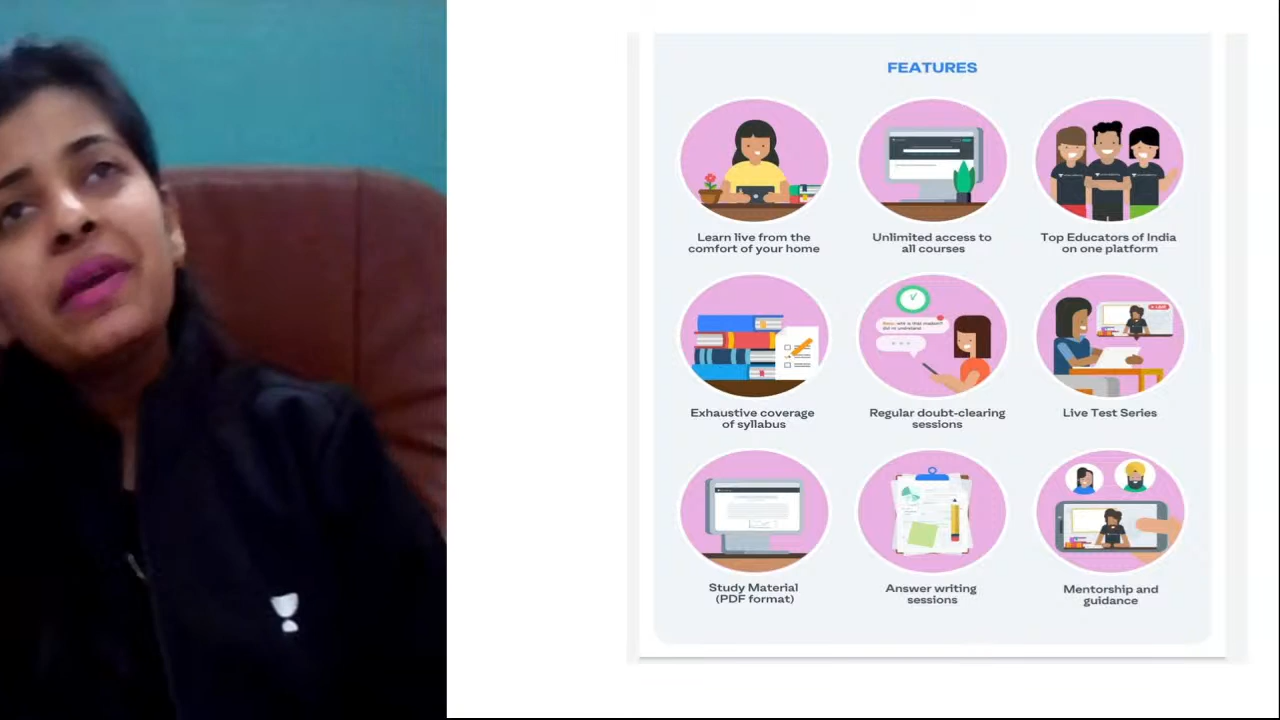 FEATURES
Learn live from the
comfort of your home
Unlimited access to
all courses
Top Educators of India
on one platform
Exhaustive coverage
of syllabus
Regular doubt-clearing
sessions
Live Test Series
Study Material
(PDF format)
Answer writing
sessions
Mentorship and
guidance